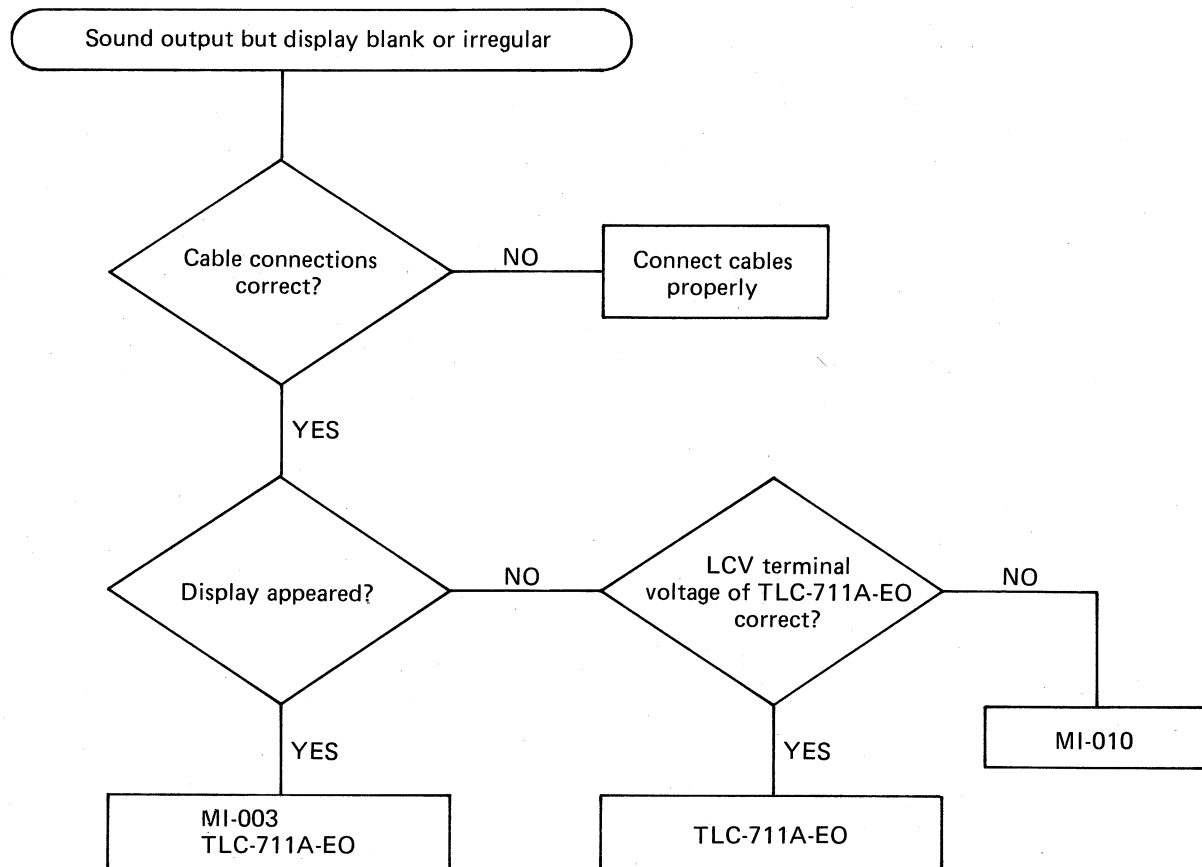 Sound output but display blank or irregular
Cable connections
correct?
NO
Connect cables
properly
YES
Display appeared?
NO
LCV terminal
voltage of TLC-711A-EO
correct?
NO
MI-010
YES
MI-003
TLC-711A-EO
YES
TLC-711A-EO